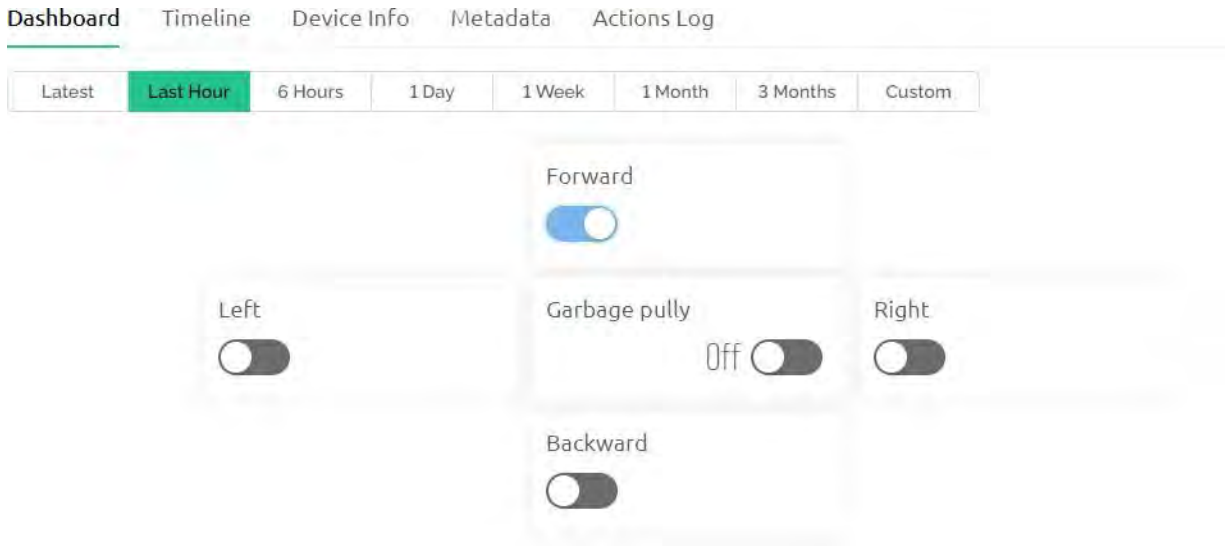 Dashboard Timeline Device Info Metadata Actions Log
Latest Last Hour 6 Hours 1 Day 1 Week 1 Month 3 Months Custom
Forward
Left Garbage pully Right
Off
Backward